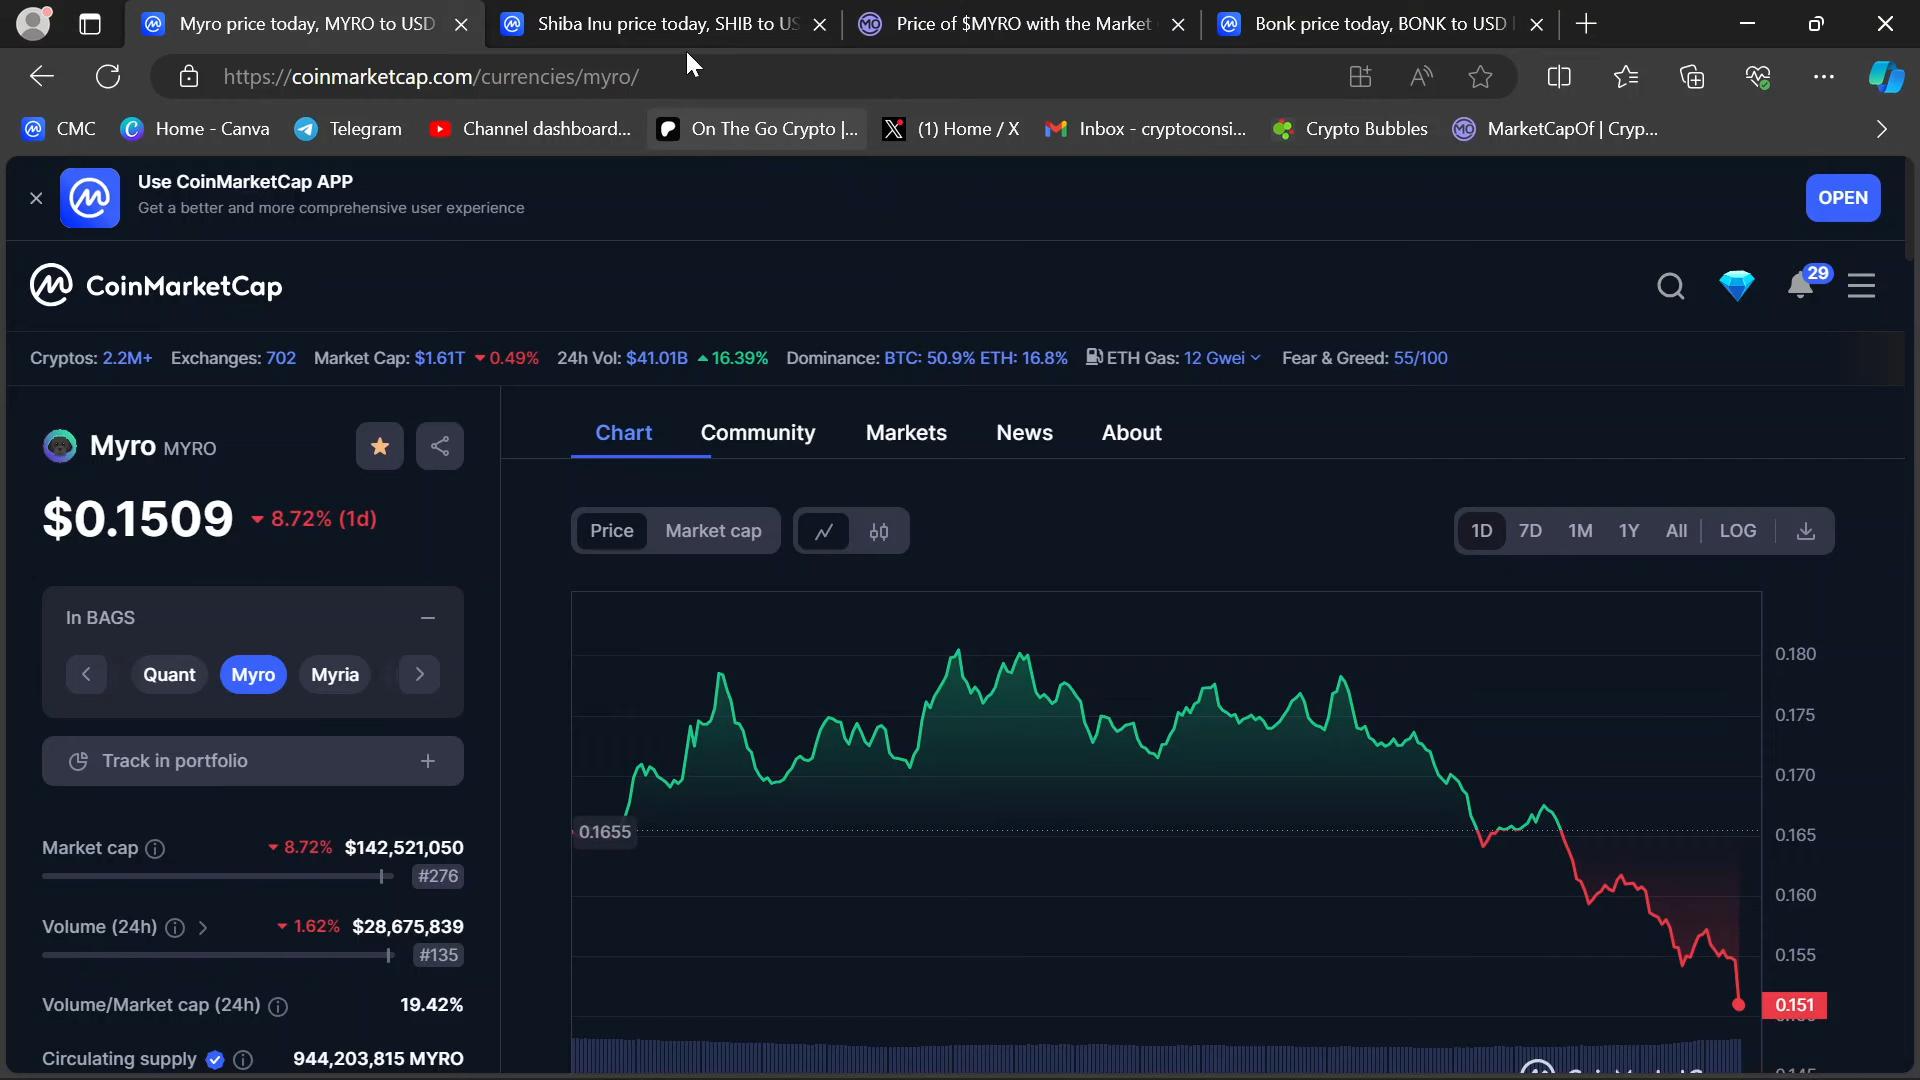 Myro price today, MYRO to USD
Shiba Inu price today, SHIB to US
Price of $MYRO with the Market
Bonk price today, BONK to USD
https://coinmarketcap.com/currencies/myro/
CMC
Home - Canva
Telegram
Channel dashboard...
On The Go Crypto |...
(1) Home / X
Inbox - cryptoconsi...
Crypto Bubbles
MarketCapOf | Cryp...
Use CoinMarketCap APP
Get a better and more comprehensive user experience
OPEN
CoinMarketCap
29
Cryptos: 2.2M+ Exchanges: 702 Market Cap: $1.61T 0.49% 24h Vol: $41.01B 16.39% Dominance: BTC: 50.9% ETH: 16.8% ETH Gas: 12 Gwei Fear & Greed: 55/100
Myro MYRO
$0.1509 8.72% (1d)
In BAGS
Quant Myro Myria
Track in portfolio
Market cap 8.72% $142,521,050
#276
Volume (24h) 1.62% $28,675,839
#135
Volume/Market cap (24h) 19.42%
Circulating supply 944,203,815 MYRO
Chart Community Markets News About
Price Market cap
1D 7D 1M 1Y All LOG
0.1655
0.180
0.175
0.170
0.165
0.160
0.155
0.151